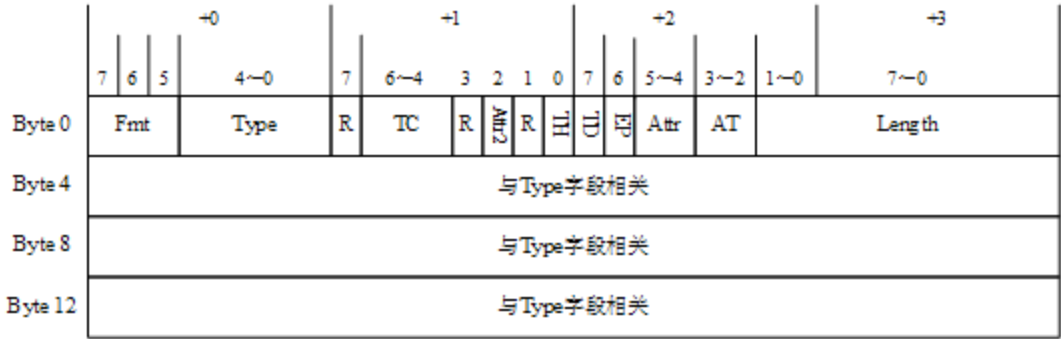 +0 +1 +2 +3
7 6 5 4~0 7 6~4 3 2 1 0 7 6 5~4 3~2 1~0 7~0
Byte 0 Fmt Type R TC R Attr2 R TH TD EP Attr AT Length
Byte 4 与Type字段相关
Byte 8 与Type字段相关
Byte 12 与Type字段相关